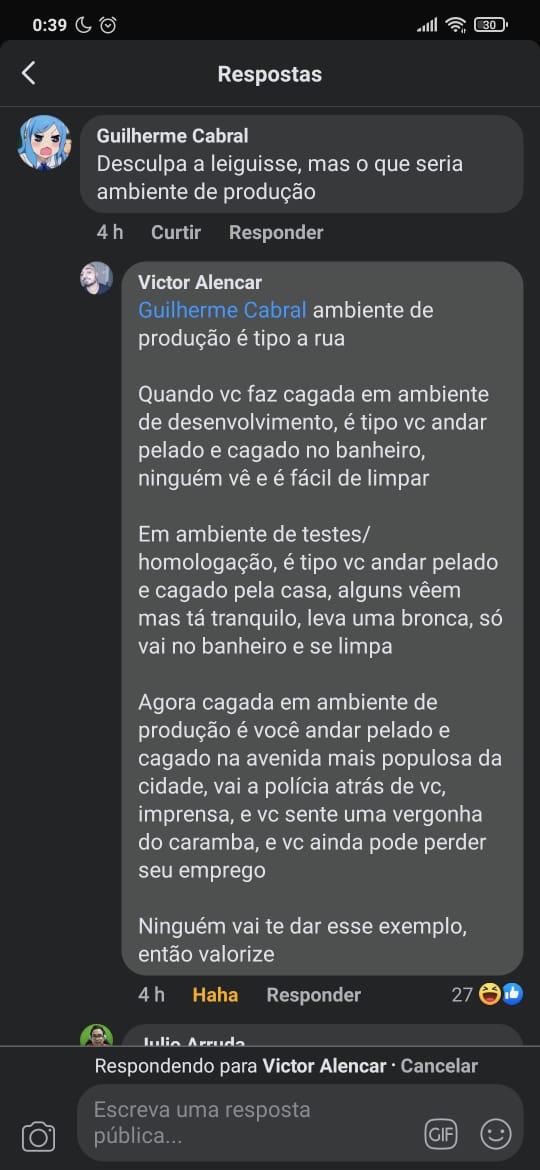 0:39
30
Respostas
Guilherme Cabral
Desculpa a leiguisse, mas o que seria
ambiente de produção
4 h Curtir Responder
Victor Alencar
Guilherme Cabral ambiente de
produção é tipo a rua
Quando vc faz cagada em ambiente
de desenvolvimento, é tipo vc andar
pelado e cagado no banheiro,
ninguém vê e é fácil de limpar
Em ambiente de testes/
homologação, é tipo vc andar pelado
e cagado pela casa, alguns vêem
mas tá tranquilo, leva uma bronca, só
vai no banheiro e se limpa
Agora cagada em ambiente de
produção é você andar pelado e
cagado na avenida mais populosa da
cidade, vai a polícia atrás de vc,
imprensa, e vc sente uma vergonha
do caramba, e vc ainda pode perder
seu emprego
Ninguém vai te dar esse exemplo,
então valorize
4 h Haha Responder 27
Julio Arruda
Respondendo para Victor Alencar · Cancelar
Escreva uma resposta
pública...
GIF